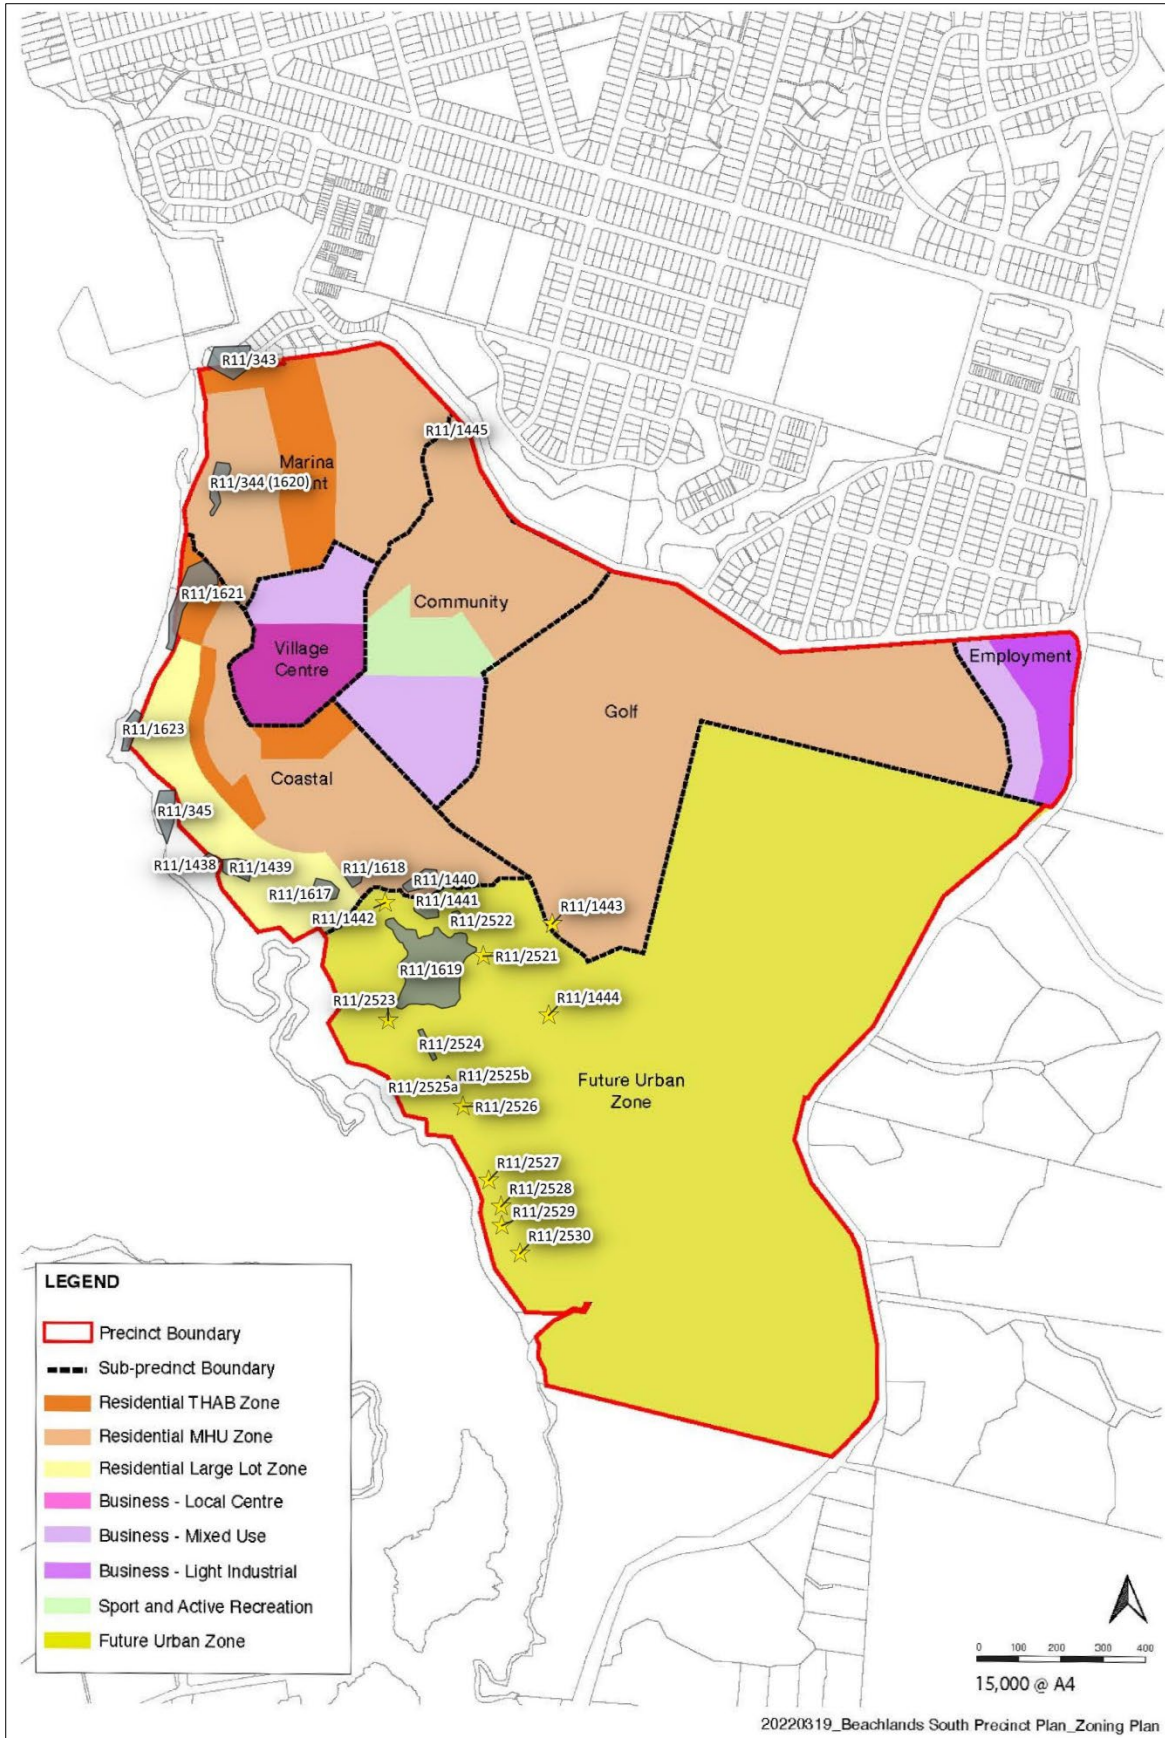 R11/343
R11/1445
Marina
nt
R11/344 (1620)
R11/1621
Community
Village
Centre
Employment
Golf
R11/1623
Coastal
R11/345
R11/1438
R11/1439
R11/1618
R11/1440
R11/1617
R11/1441
R11/1442
R11/2522
R11/1443
R11/2521
R11/1619
R11/2523
R11/1444
R11/2524
R11/2525b
R11/2525a
Future Urban
Zone
R11/2526
R11/2527
R11/2528
R11/2529
R11/2530
LEGEND
Precinct Boundary
Sub-precinct Boundary
Residential THAB Zone
Residential MHU Zone
Residential Large Lot Zone
Business - Local Centre
Business - Mixed Use
Business - Light Industrial
Sport and Active Recreation
Future Urban Zone
0 100 200 300 400
15,000 @ A4
20220319_Beachlands South Precinct Plan_Zoning Plan